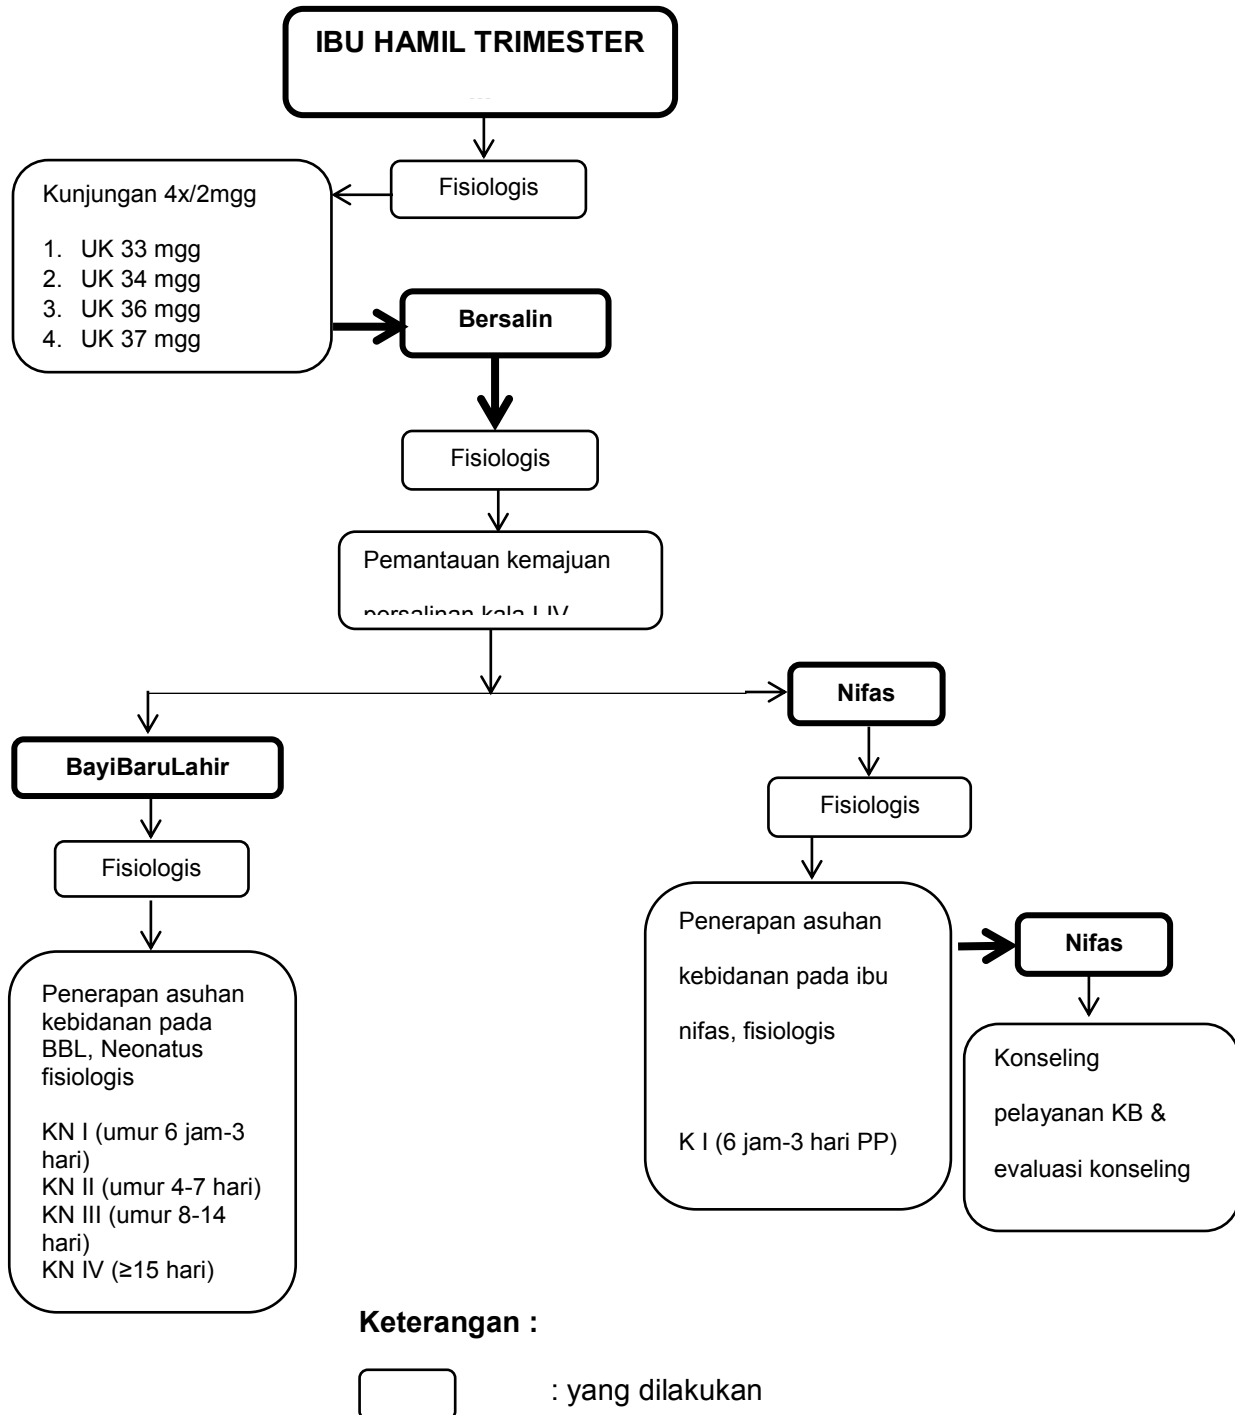 IBU HAMIL TRIMESTER
Fisiologis
Kunjungan 4x/2mgg
1. UK 33 mgg
2. UK 34 mgg
3. UK 36 mgg
4. UK 37 mgg
Bersalin
Fisiologis
Pemantauan kemajuan
persalinan kala I-IV
Nifas
BayiBaruLahir
Fisiologis
Fisiologis
Penerapan asuhan
kebidanan pada ibu
nifas, fisiologis
K I (6 jam-3 hari PP)
Nifas
Konseling
pelayanan KB &
evaluasi konseling
Penerapan asuhan
kebidanan pada
BBL, Neonatus
fisiologis
KN I (umur 6 jam-3
hari)
KN II (umur 4-7 hari)
KN III (umur 8-14
hari)
KN IV (≥15 hari)
Keterangan :
: yang dilakukan